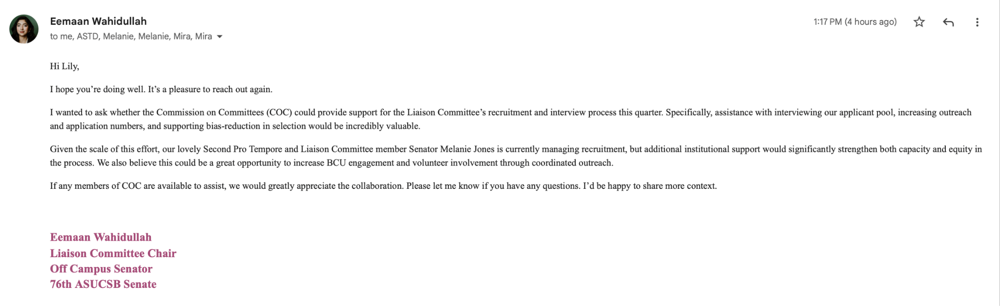 Eemaan Wahidullah
1:17 PM (4 hours ago)
to me, ASTD, Melanie, Melanie, Mira, Mira
Hi Lily,
I hope you’re doing well. It’s a pleasure to reach out again.
I wanted to ask whether the Commission on Committees (COC) could provide support for the Liaison Committee’s recruitment and interview process this quarter. Specifically, assistance with interviewing our applicant pool, increasing outreach
and application numbers, and supporting bias-reduction in selection would be incredibly valuable.
Given the scale of this effort, our lovely Second Pro Tempore and Liaison Committee member Senator Melanie Jones is currently managing recruitment, but additional institutional support would significantly strengthen both capacity and equity in
the process. We also believe this could be a great opportunity to increase BCU engagement and volunteer involvement through coordinated outreach.
If any members of COC are available to assist, we would greatly appreciate the collaboration. Please let me know if you have any questions. I’d be happy to share more context.
Eemaan Wahidullah
Liaison Committee Chair
Off Campus Senator
76th ASUCSB Senate